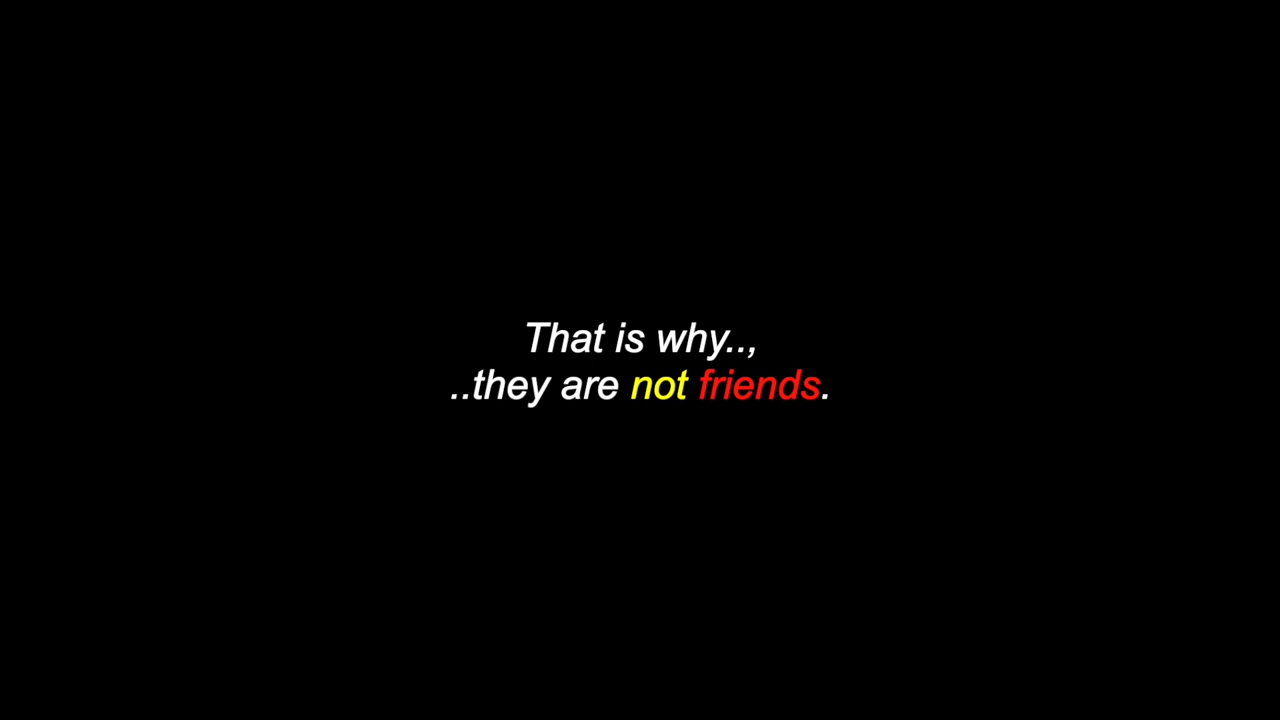 That is why..,
..they are not friends.